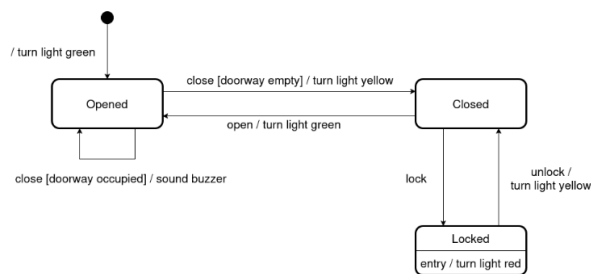 / turn light green
close [doorway empty] / turn light yellow
Opened
Closed
open / turn light green
close [doorway occupied] / sound buzzer
lock
unlock /
turn light yellow
Locked
entry / turn light red